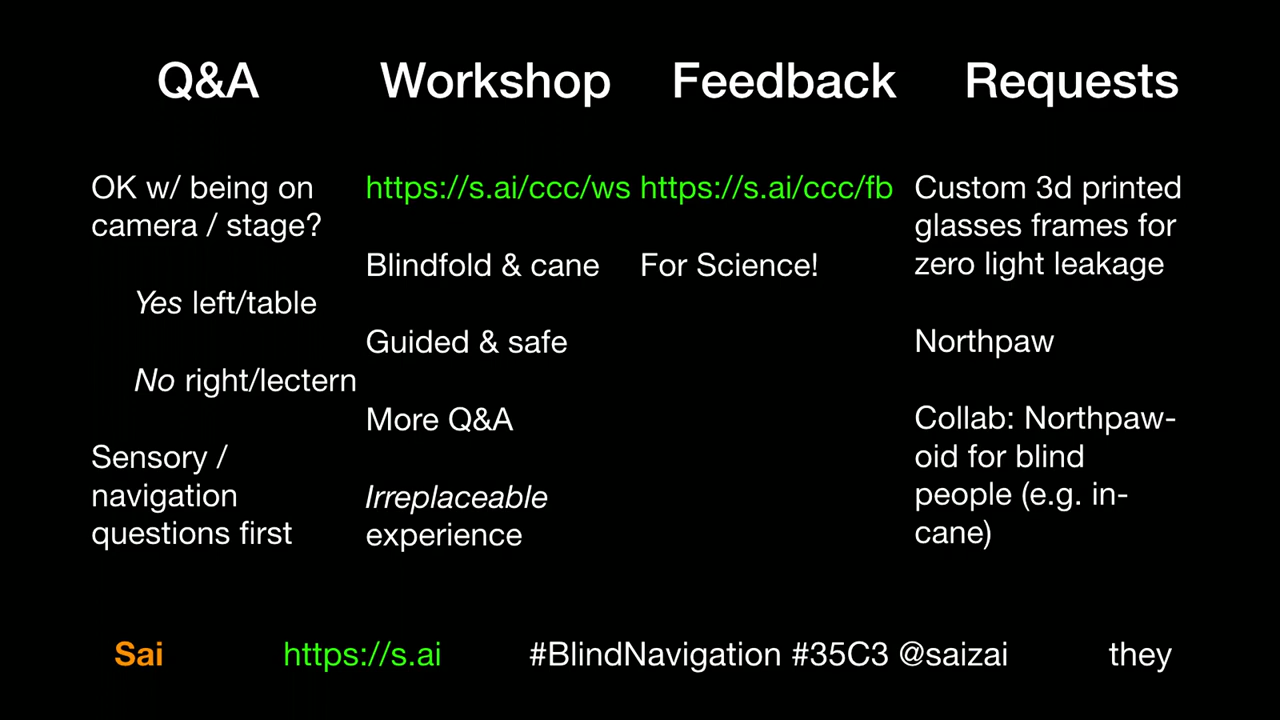 Q&A
Workshop
Feedback
Requests
OK w/ being on
camera / stage?
Yes left/table
No right/lectern
Sensory /
navigation
questions first
https://s.ai/ccc/ws
Blindfold & cane
Guided & safe
More Q&A
Irreplaceable
experience
https://s.ai/ccc/fb
For Science!
Custom 3d printed
glasses frames for
zero light leakage
Northpaw
Collab: Northpaw-
oid for blind
people (e.g. in-
cane)
Sai https://s.ai #BlindNavigation #35C3 @saizai they